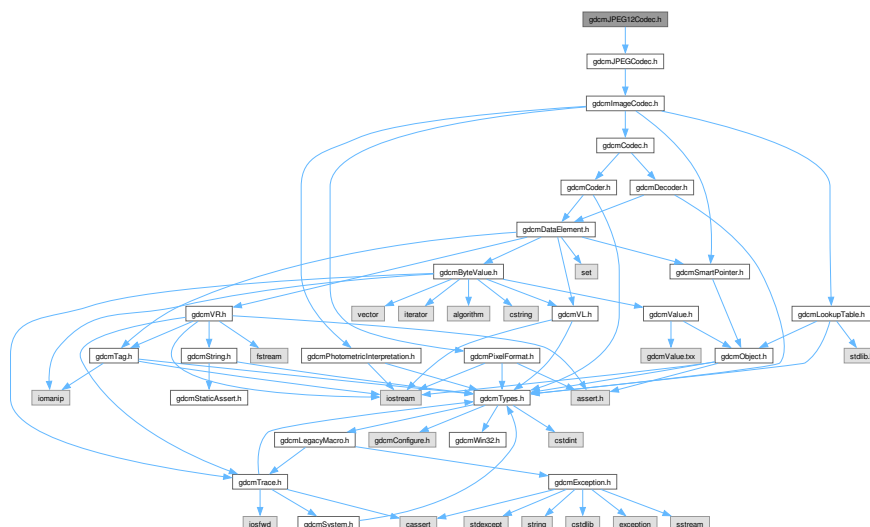 gdcmJPEG12Codec.h
gdcmJPEGCodec.h
gdcmImageCodec.h
gdcmCodec.h
gdcmCoder.h
gdcmDecoder.h
gdcmDataElement.h
gdcmByteValue.h
set
gdcmSmartPointer.h
vector
iterator
algorithm
cstring
gdcmVR.h
gdcmVL.h
gdcmValue.h
gdcmLookupTable.h
gdcmTag.h
gdcmString.h
fstream
gdcmPhotometricInterpretation.h
gdcmPixelFormat.h
gdcmValue.txx
gdcmObject.h
stdlib.
iomanip
gdcmStaticAssert.h
iostream
gdcmTypes.h
assert.h
gdcmLegacyMacro.h
gdcmConfigure.h
gdcmWin32.h
cstdint
gdcmTrace.h
gdcmException.h
iosfwd
gdcmSystem.h
cassert
stdexcept
string
cstdlib
exception
sstream